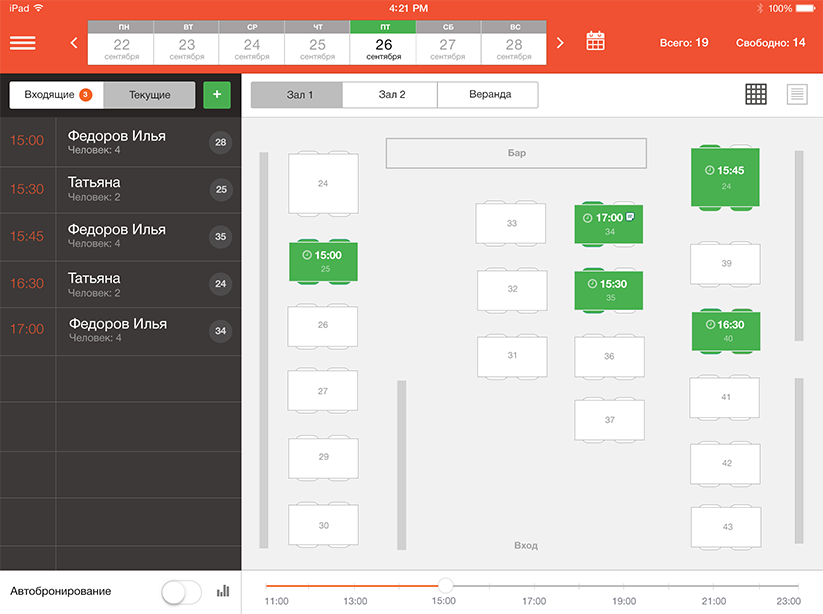 iPad 4:21 PM 100%
ПН ВТ СР ЧТ ПТ СБ ВС
22 23 24 25 26 27 28
сентября сентября сентября сентября сентября сентября сентября
Всего: 19 Свободно: 14
Входящие 3 Текущие +
Зал 1 Зал 2 Веранда
15:00 Федоров Илья 28
Человек: 4
15:30 Татьяна 25
Человек: 2
15:45 Федоров Илья 35
Человек: 4
16:30 Татьяна 24
Человек: 2
17:00 Федоров Илья 34
Человек: 4
Бар
24
15:00
25
26
27
29
30
33
32
31
17:00
34
15:30
35
36
37
15:45
24
39
16:30
40
41
42
43
Вход
Автобронирование
11:00 13:00 15:00 17:00 19:00 21:00 23:00